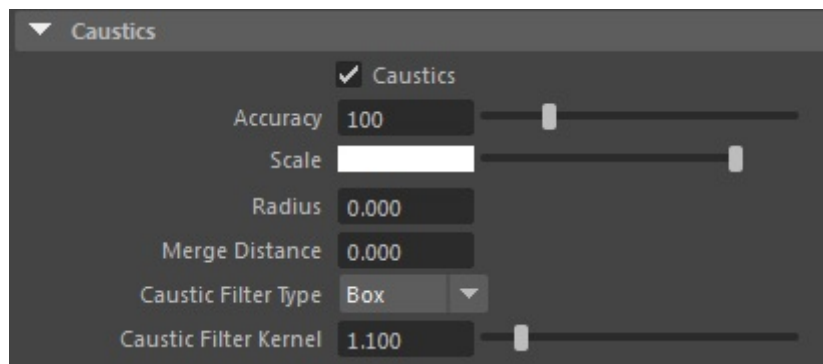 Caustics
Caustics
Accuracy 100
Scale
Radius 0.000
Merge Distance 0.000
Caustic Filter Type Box
Caustic Filter Kernel 1.100